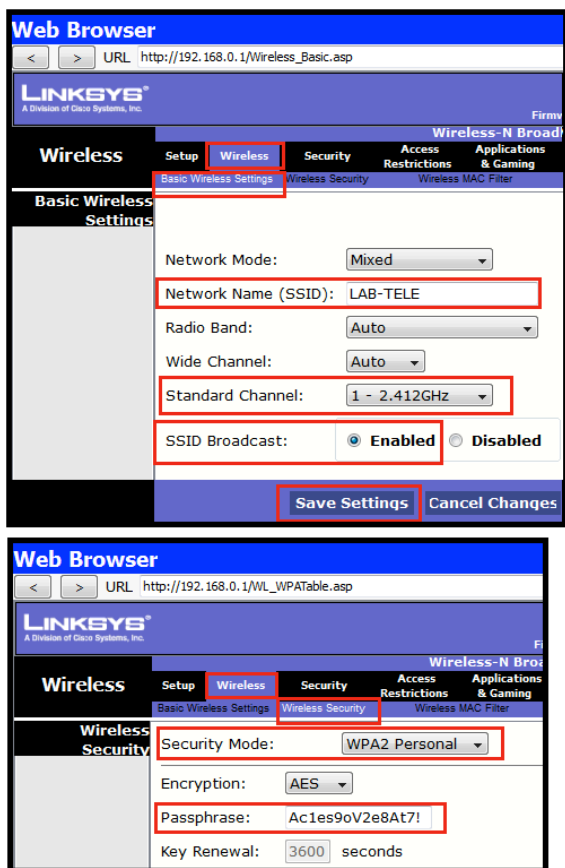 Web Browser
< > URL http://192.168.0.1/Wireless_Basic.asp
LINKSYS®
A Division of Cisco Systems, Inc.
Firmv
Wireless-N Broad
Wireless Setup Wireless Security Access Restrictions Applications & Gaming
Basic Wireless Settings Wireless Security Wireless MAC Filter
Basic Wireless Settings
Network Mode: Mixed
Network Name (SSID): LAB-TELE
Radio Band: Auto
Wide Channel: Auto
Standard Channel: 1 - 2.412GHz
SSID Broadcast: Enabled Disabled
Save Settings Cancel Changes
Web Browser
< > URL http://192.168.0.1/WL_WPATable.asp
LINKSYS®
A Division of Cisco Systems, Inc.
Fi
Wireless-N Broa
Wireless Setup Wireless Security Access Restrictions Applications & Gaming
Basic Wireless Settings Wireless Security Wireless MAC Filter
Wireless Security
Security Mode: WPA2 Personal
Encryption: AES
Passphrase: Ac1es9oV2e8At7!
Key Renewal: 3600 seconds